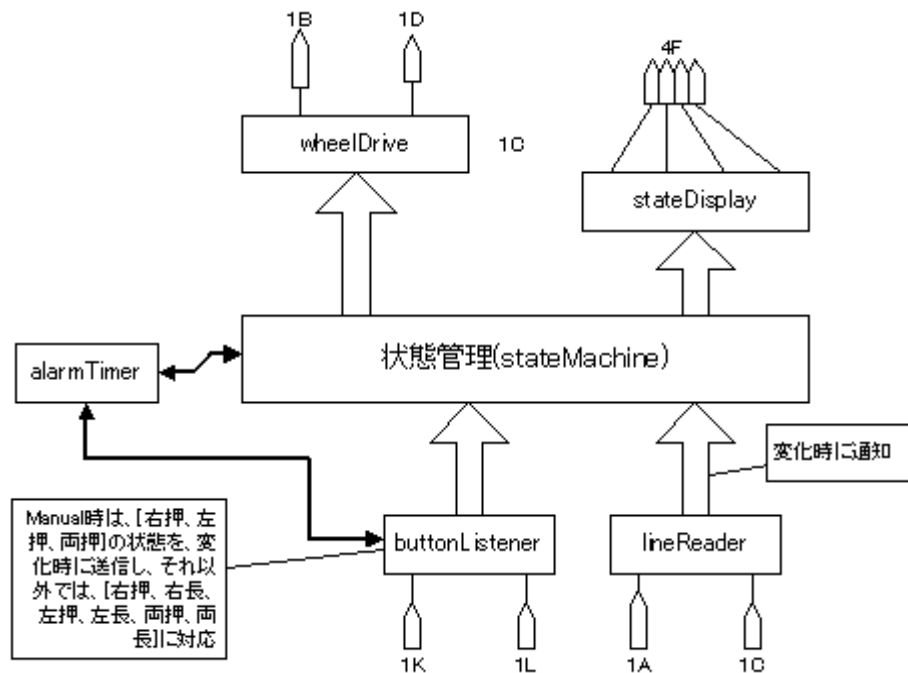 1B
1D
4F
wheelDrive
1C
stateDisplay
状態管理(stateMachine)
alarmTimer
変化時に通知
Manual時は、[右押、左
押、両押]の状態を、変
化時に送信し、それ以
外では、[右押、右長、
左押、左長、両押、両
長]に対応
buttonListener
lineReader
1K
1L
1A
1C